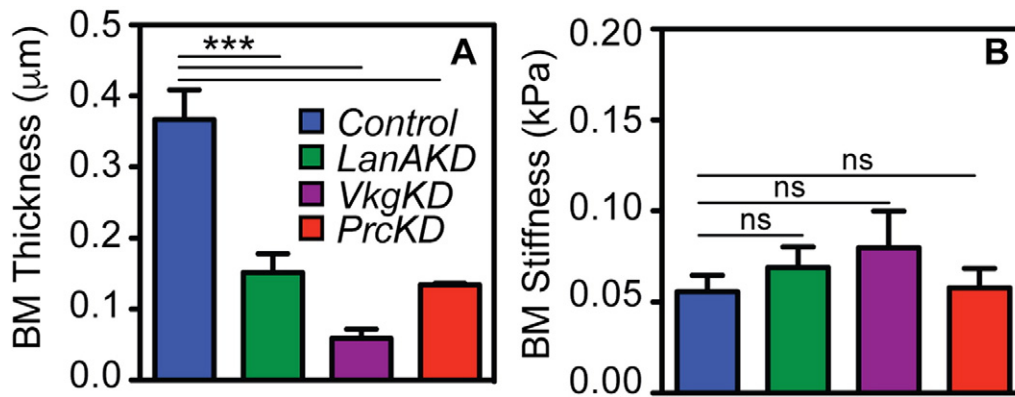 BM Thickness (μm)
0.5
0.4
0.3
0.2
0.1
0.0
***
A
Control
LanAKD
VkgKD
PrcKD
BM Stiffness (kPa)
0.20
0.15
0.10
0.05
0.00
B
ns
ns
ns